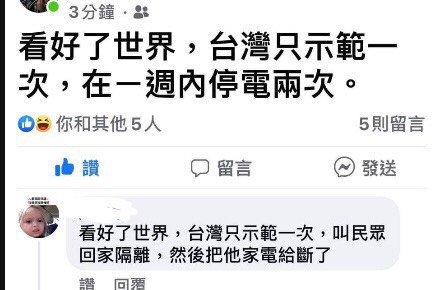 3分鐘·
看好了世界，台灣只示範一
次，在一週內停電兩次。
你和其他5人
5則留言
讚
留言
發送
看好了世界，台灣只示範一次，叫民眾
回家隔離，然後把他家電給斷了
讚 回覆